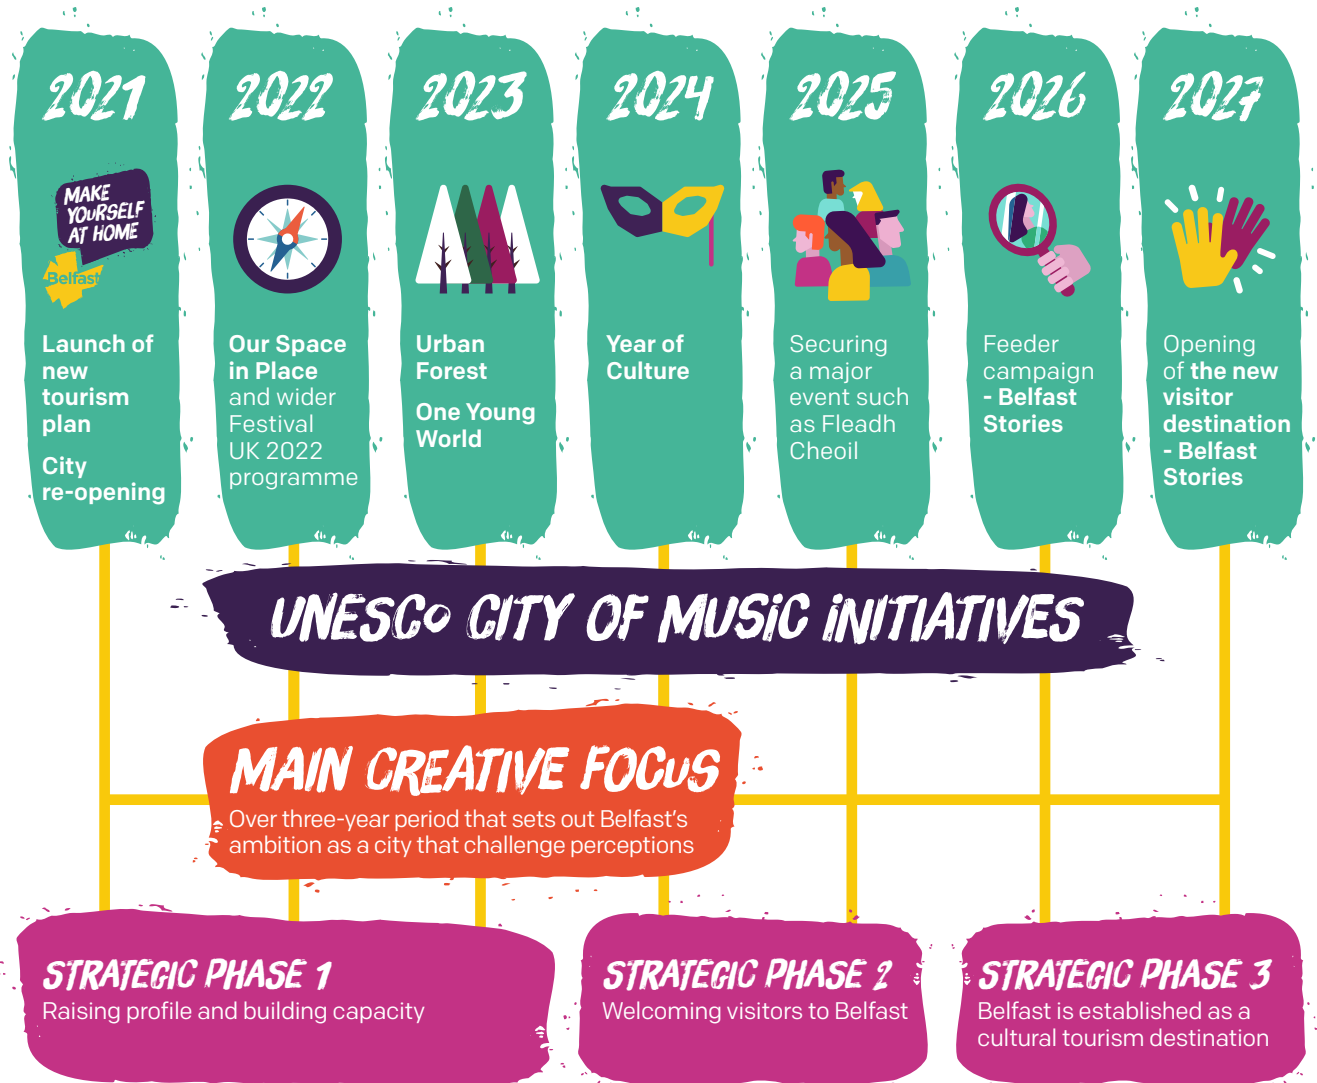 2021
MAKE
YOURSELF
AT HOME
Belfast
Launch of
new
tourism
plan
City
re-opening
2022
Our Space
in Place
and wider
Festival
UK 2022
programme
2023
Urban
Forest
One Young
World
2024
Year of
Culture
2025
Securing
a major
event such
as Fleadh
Cheoil
2026
Feeder
campaign
- Belfast
Stories
2027
Opening
of the new
visitor
destination
- Belfast
Stories
UNESCO CITY OF MUSIC INITIATIVES
MAIN CREATIVE FOCUS
Over three-year period that sets out Belfast's
ambition as a city that challenge perceptions
STRATEGIC PHASE 1
Raising profile and building capacity
STRATEGIC PHASE 2
Welcoming visitors to Belfast
STRATEGIC PHASE 3
Belfast is established as a
cultural tourism destination